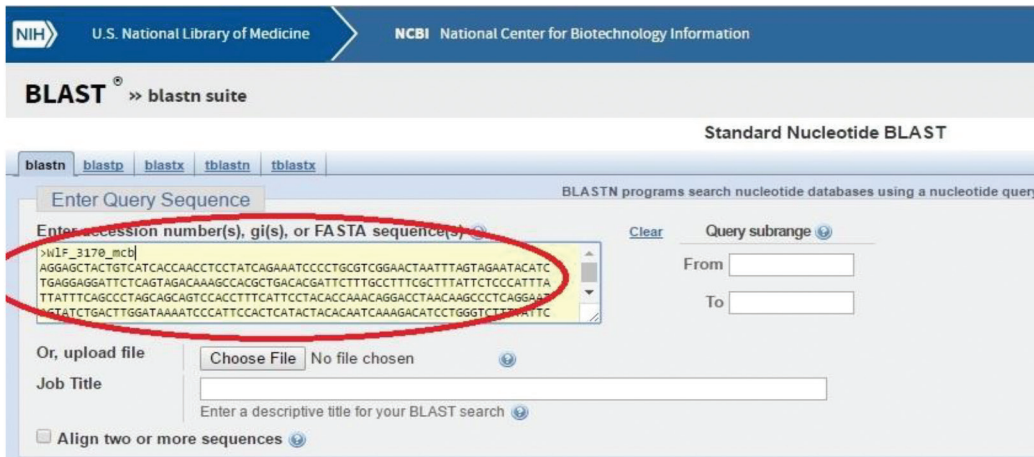 NIH U.S. National Library of Medicine NCBI National Center for Biotechnology Information
BLAST ® » blastn suite
Standard Nucleotide BLAST
blastn blastp blastx tblastn tblastx
Enter Query Sequence BLASTN programs search nucleotide databases using a nucleotide query
Enter accession number(s), gi(s), or FASTA sequence(s) Clear Query subrange
>WlF_3170_mcb
AGGAGCTACTGTCATCACCAACCTCCTATCAGAAATCCCCTGCGTCGGAACTAATTTAGTAGAATACATC
TGAGGAGGATTCTCAGTAGACAAAGCCACGCTGACACGATTCTTTGCCTTTCGCTTTATTCTCCCATTTA
TTATTTCAGCCCTAGCAGCAGTCCACCTTTCATTCCTACACCAAACAGGACCTAACAAGCCCTCAGGAAT
AGTATCTGACTTGGATAAAATCCCATTCCACTCATACTACACAATCAAAGACATCCTGGGTCTTTTATTC
From
To
Or, upload file Choose File No file chosen
Job Title
Enter a descriptive title for your BLAST search
Align two or more sequences